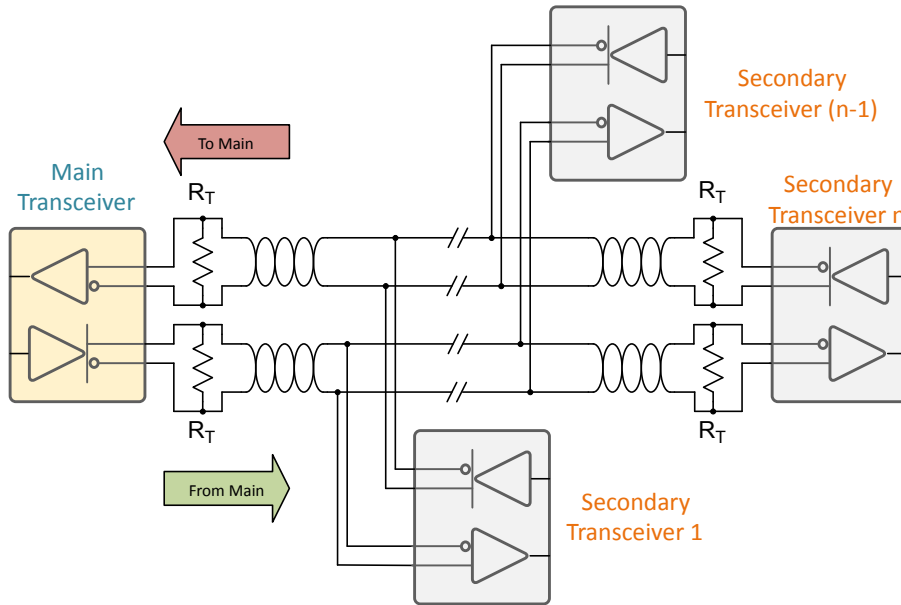 Secondary
Transceiver (n-1)
To Main
Main
Transceiver
RT
RT
Secondary
Transceiver n
RT
RT
From Main
Secondary
Transceiver 1